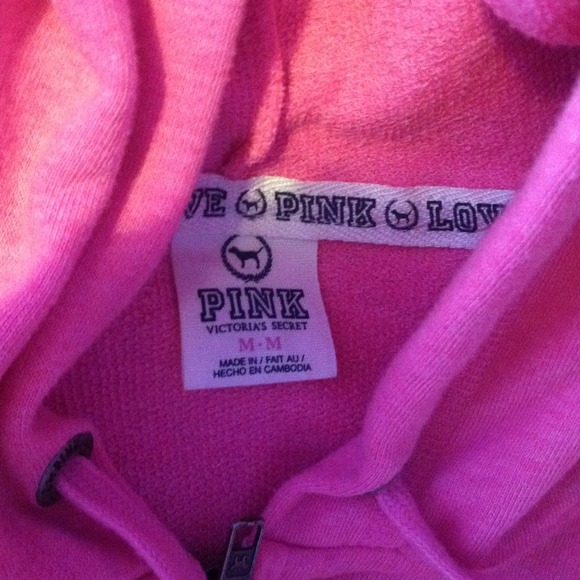 VE PINK LOV
PINK
VICTORIA'S SECRET
M•M
MADE IN / FAIT AU /
HECHO EN CAMBODIA